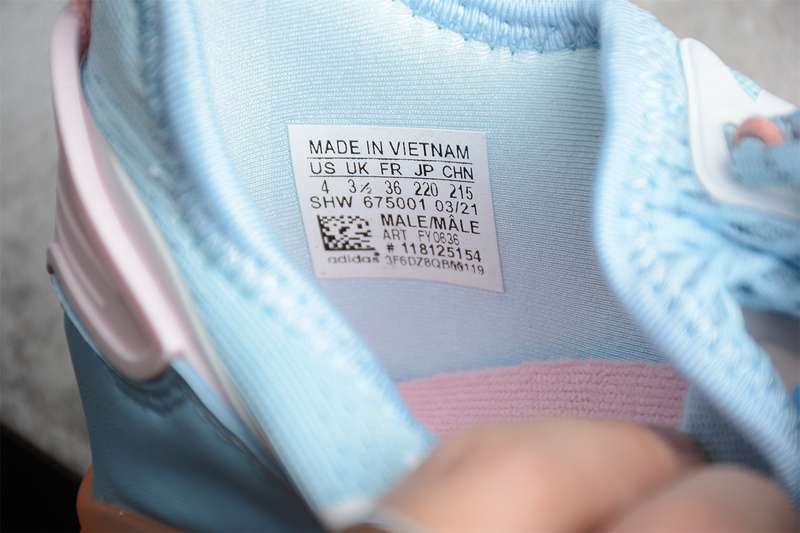 MADE IN VIETNAM
US UK FR JP CHN
4 3½ 36 220 215
SHW 675001 03/21
MALE/MÂLE
ART FY0636
# 118125154
adidas 3F6DZ8QB00119